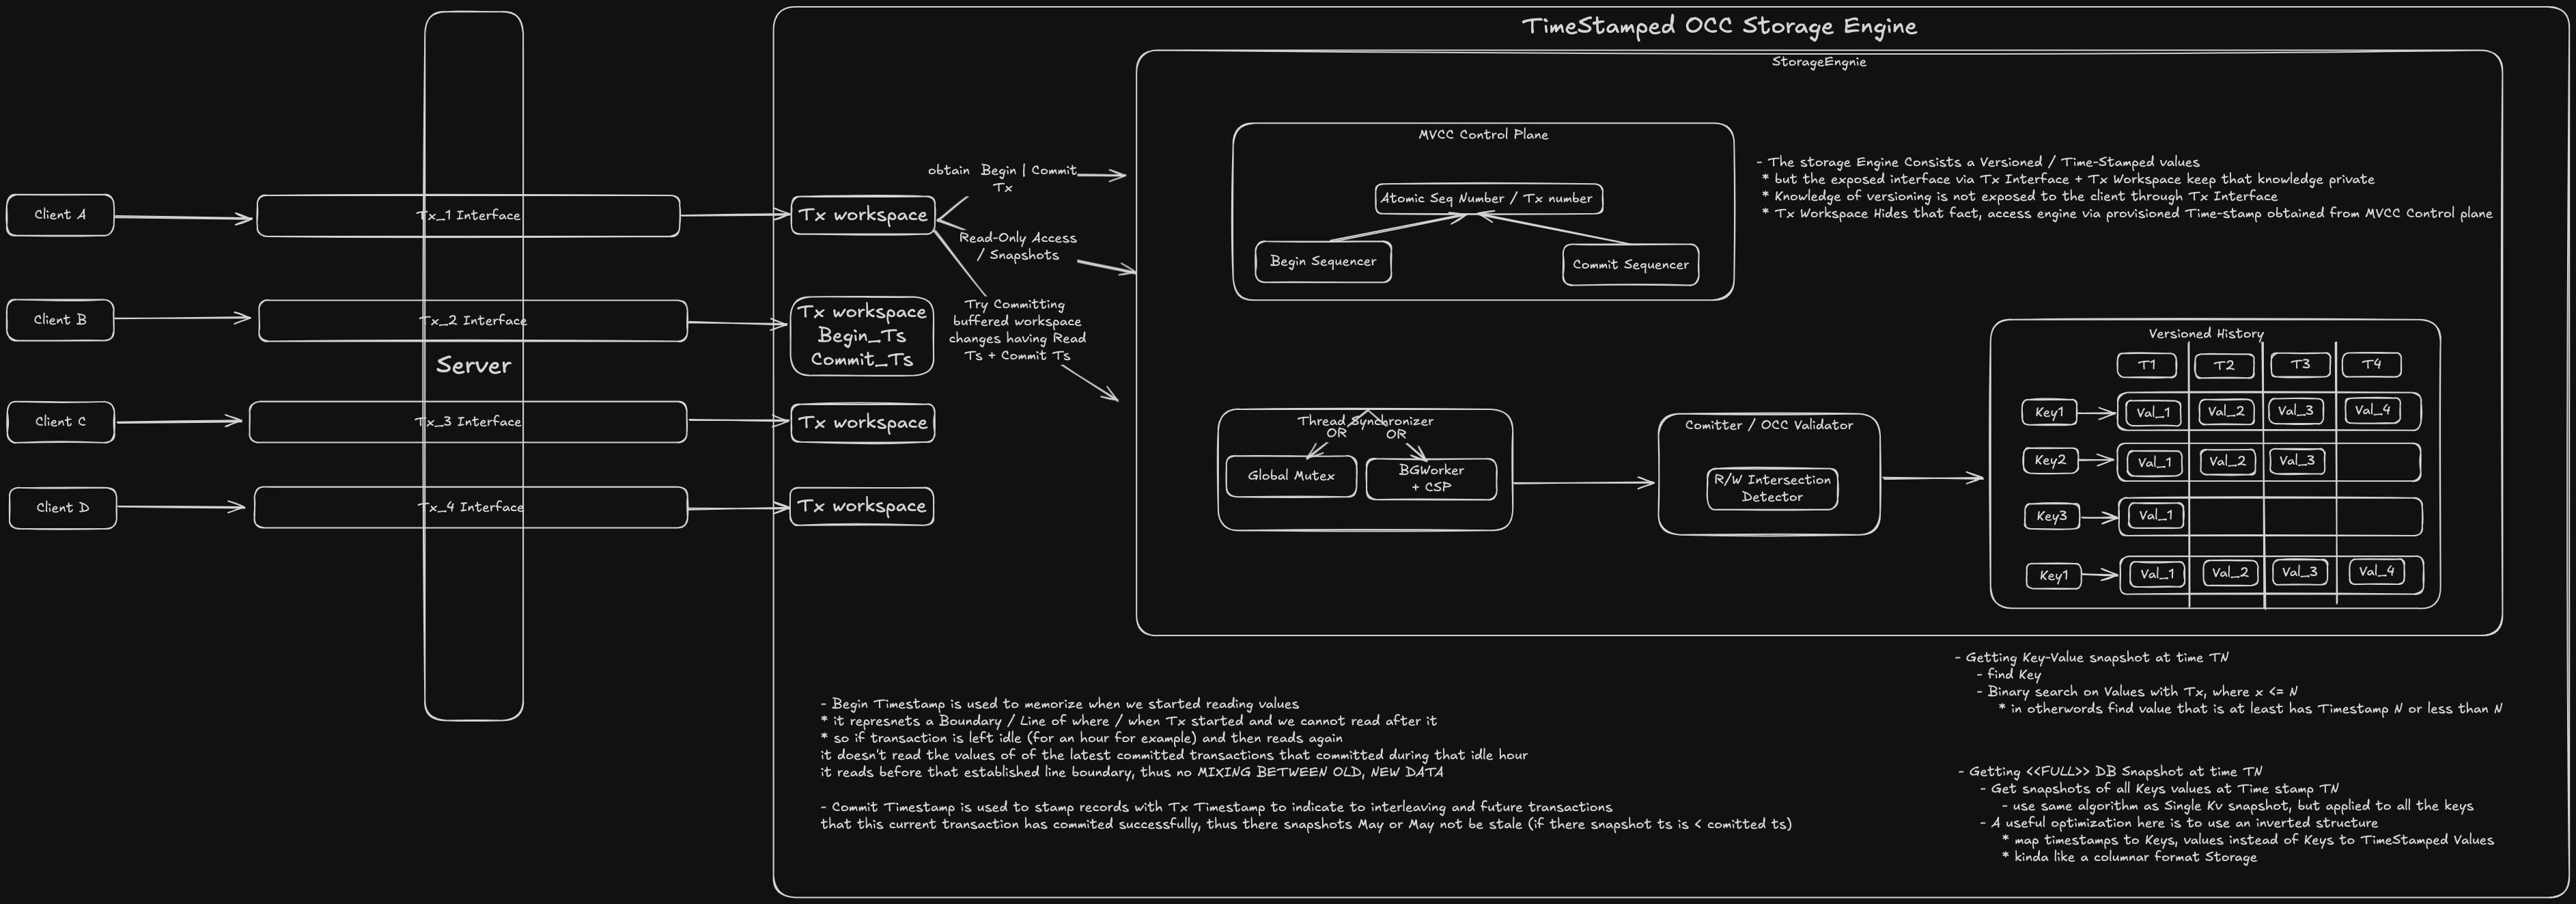 TimeStamped OCC Storage Engine
StorageEngnie
MVCC Control Plane
Atomic Seq Number / Tx number
Begin Sequencer
Commit Sequencer
- The storage Engine Consists a Versioned / Time-Stamped values
* but the exposed interface via Tx Interface + Tx Workspace keep that knowledge private
* Knowledge of versioning is not exposed to the client through Tx Interface
* Tx Workspace Hides that fact, access engine via provisioned Time-stamp obtained from MVCC Control plane
Client A
Tx_1 Interface
Tx workspace
obtain Begin | Commit
Tx
Read-Only Access
/ Snapshots
Try Committing
buffered workspace
changes having Read
Ts + Commit Ts
Client B
Tx_2 Interface
Tx workspace
Begin_Ts
Commit_Ts
Server
Client C
Tx_3 Interface
Tx workspace
Client D
Tx_4 Interface
Tx workspace
Thread Synchronizer
OR
OR
Global Mutex
BGWorker
+ CSP
Comitter / OCC Validator
R/W Intersection
Detector
Versioned History
T1
T2
T3
T4
Key1
Val_1
Val_2
Val_3
Val_4
Key2
Val_1
Val_2
Val_3
Key3
Val_1
Key1
Val_1
Val_2
Val_3
Val_4
- Begin Timestamp is used to memorize when we started reading values
* it represnets a Boundary / Line of where / when Tx started and we cannot read after it
* so if transaction is left idle (for an hour for example) and then reads again
it doesn't read the values of of the latest committed transactions that committed during that idle hour
it reads before that established line boundary, thus no MIXING BETWEEN OLD, NEW DATA
- Commit Timestamp is used to stamp records with Tx Timestamp to indicate to interleaving and future transactions
that this current transaction has commited successfully, thus there snapshots May or May not be stale (if there snapshot ts is < comitted ts)
- Getting Key-Value snapshot at time TN
- find Key
- Binary search on Values with Tx, where x <= N
* in otherwords find value that is at least has Timestamp N or less than N
- Getting <<FULL>> DB Snapshot at time TN
- Get snapshots of all Keys values at Time stamp TN
- use same algorithm as Single Kv snapshot, but applied to all the keys
- A useful optimization here is to use an inverted structure
* map timestamps to Keys, values instead of Keys to TimeStamped Values
* kinda like a columnar format Storage